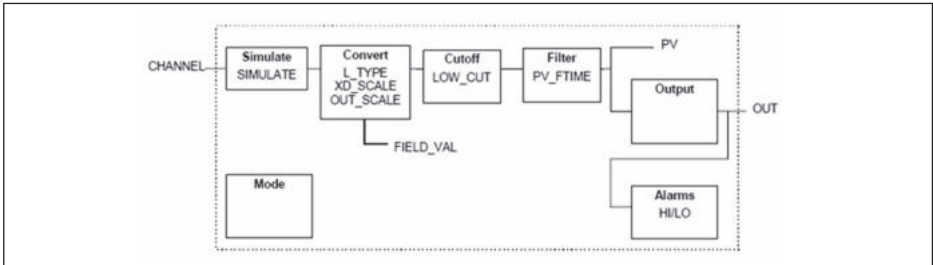 CHANNEL
Simulate
SIMULATE
Convert
L_TYPE
XD_SCALE
OUT_SCALE
Cutoff
LOW_CUT
Filter
PV_FTIME
PV
Output
OUT
FIELD_VAL
Mode
Alarms
HI/LO